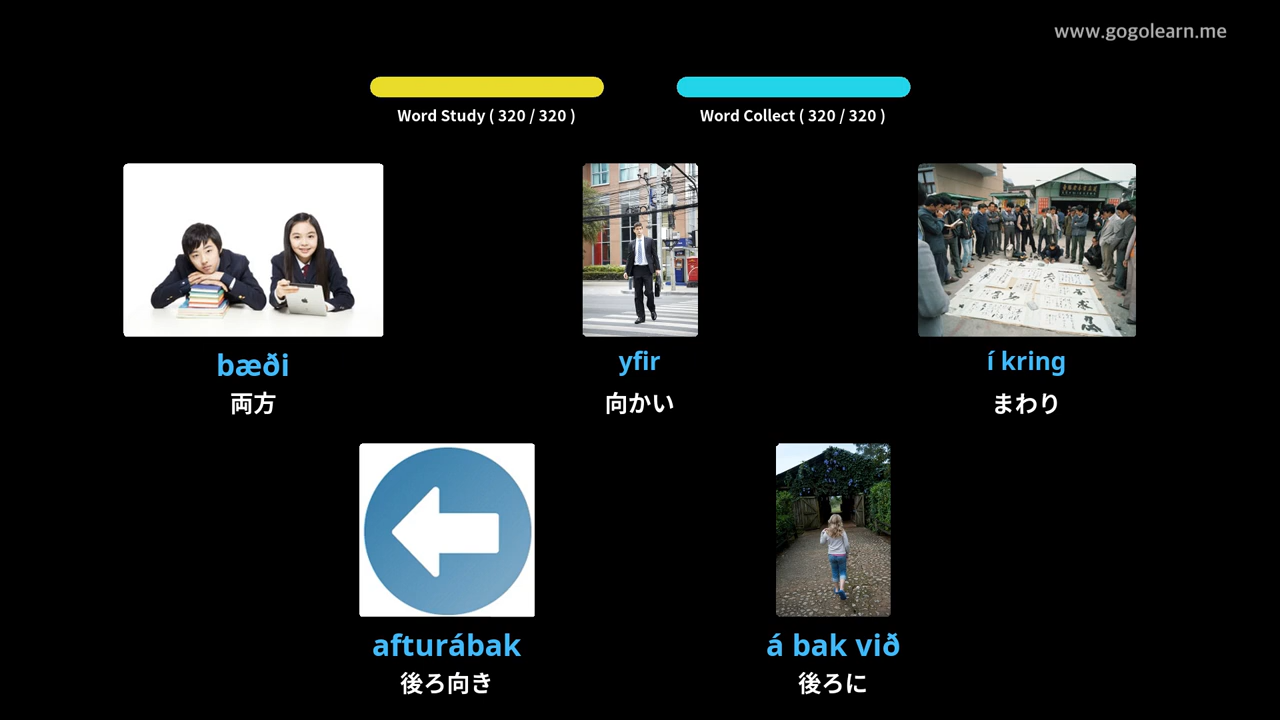 www.gogolearn.me
Word Study ( 320 / 320 )
Word Collect ( 320 / 320 )
bæði
yfir
í kring
両方
向かい
まわり
afturábak
á bak við
後ろ向き
後ろに